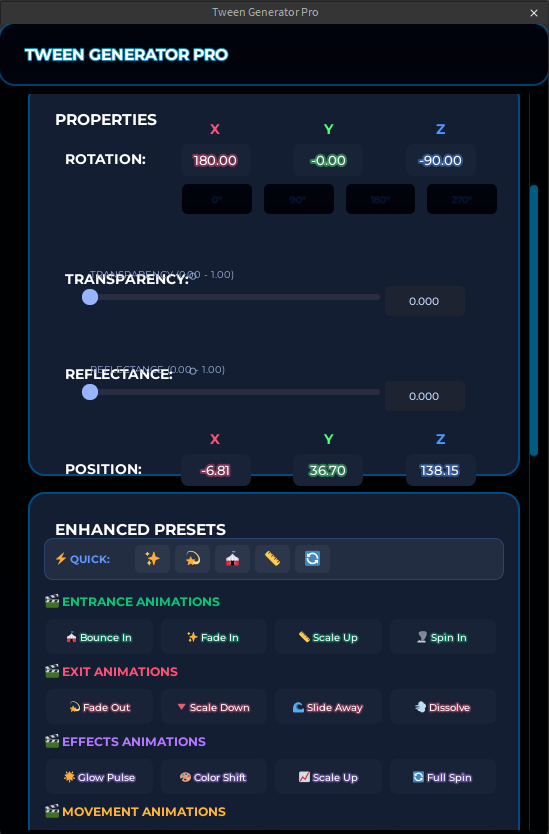 Tween Generator Pro
TWEEN GENERATOR PRO
PROPERTIES
X Y Z
ROTATION: 180.00 -0.00 -90.00
0° 90° 180° 270°
TRANSPARENCY (0.00 - 1.00)
TRANSPARENCY:
0.000
REFLECTANCE (0.00 - 1.00)
REFLECTANCE:
0.000
X Y Z
POSITION: -6.81 36.70 138.15
ENHANCED PRESETS
⚡ QUICK: ✨ 💫 🎪 📏 🔄
🎬 ENTRANCE ANIMATIONS
🎪 Bounce In ✨ Fade In 📏 Scale Up 🌪️ Spin In
🎬 EXIT ANIMATIONS
💫 Fade Out 🔻 Scale Down 🌊 Slide Away 💨 Dissolve
🎬 EFFECTS ANIMATIONS
🌟 Glow Pulse 🎨 Color Shift 📈 Scale Up 🔄 Full Spin
🎬 MOVEMENT ANIMATIONS